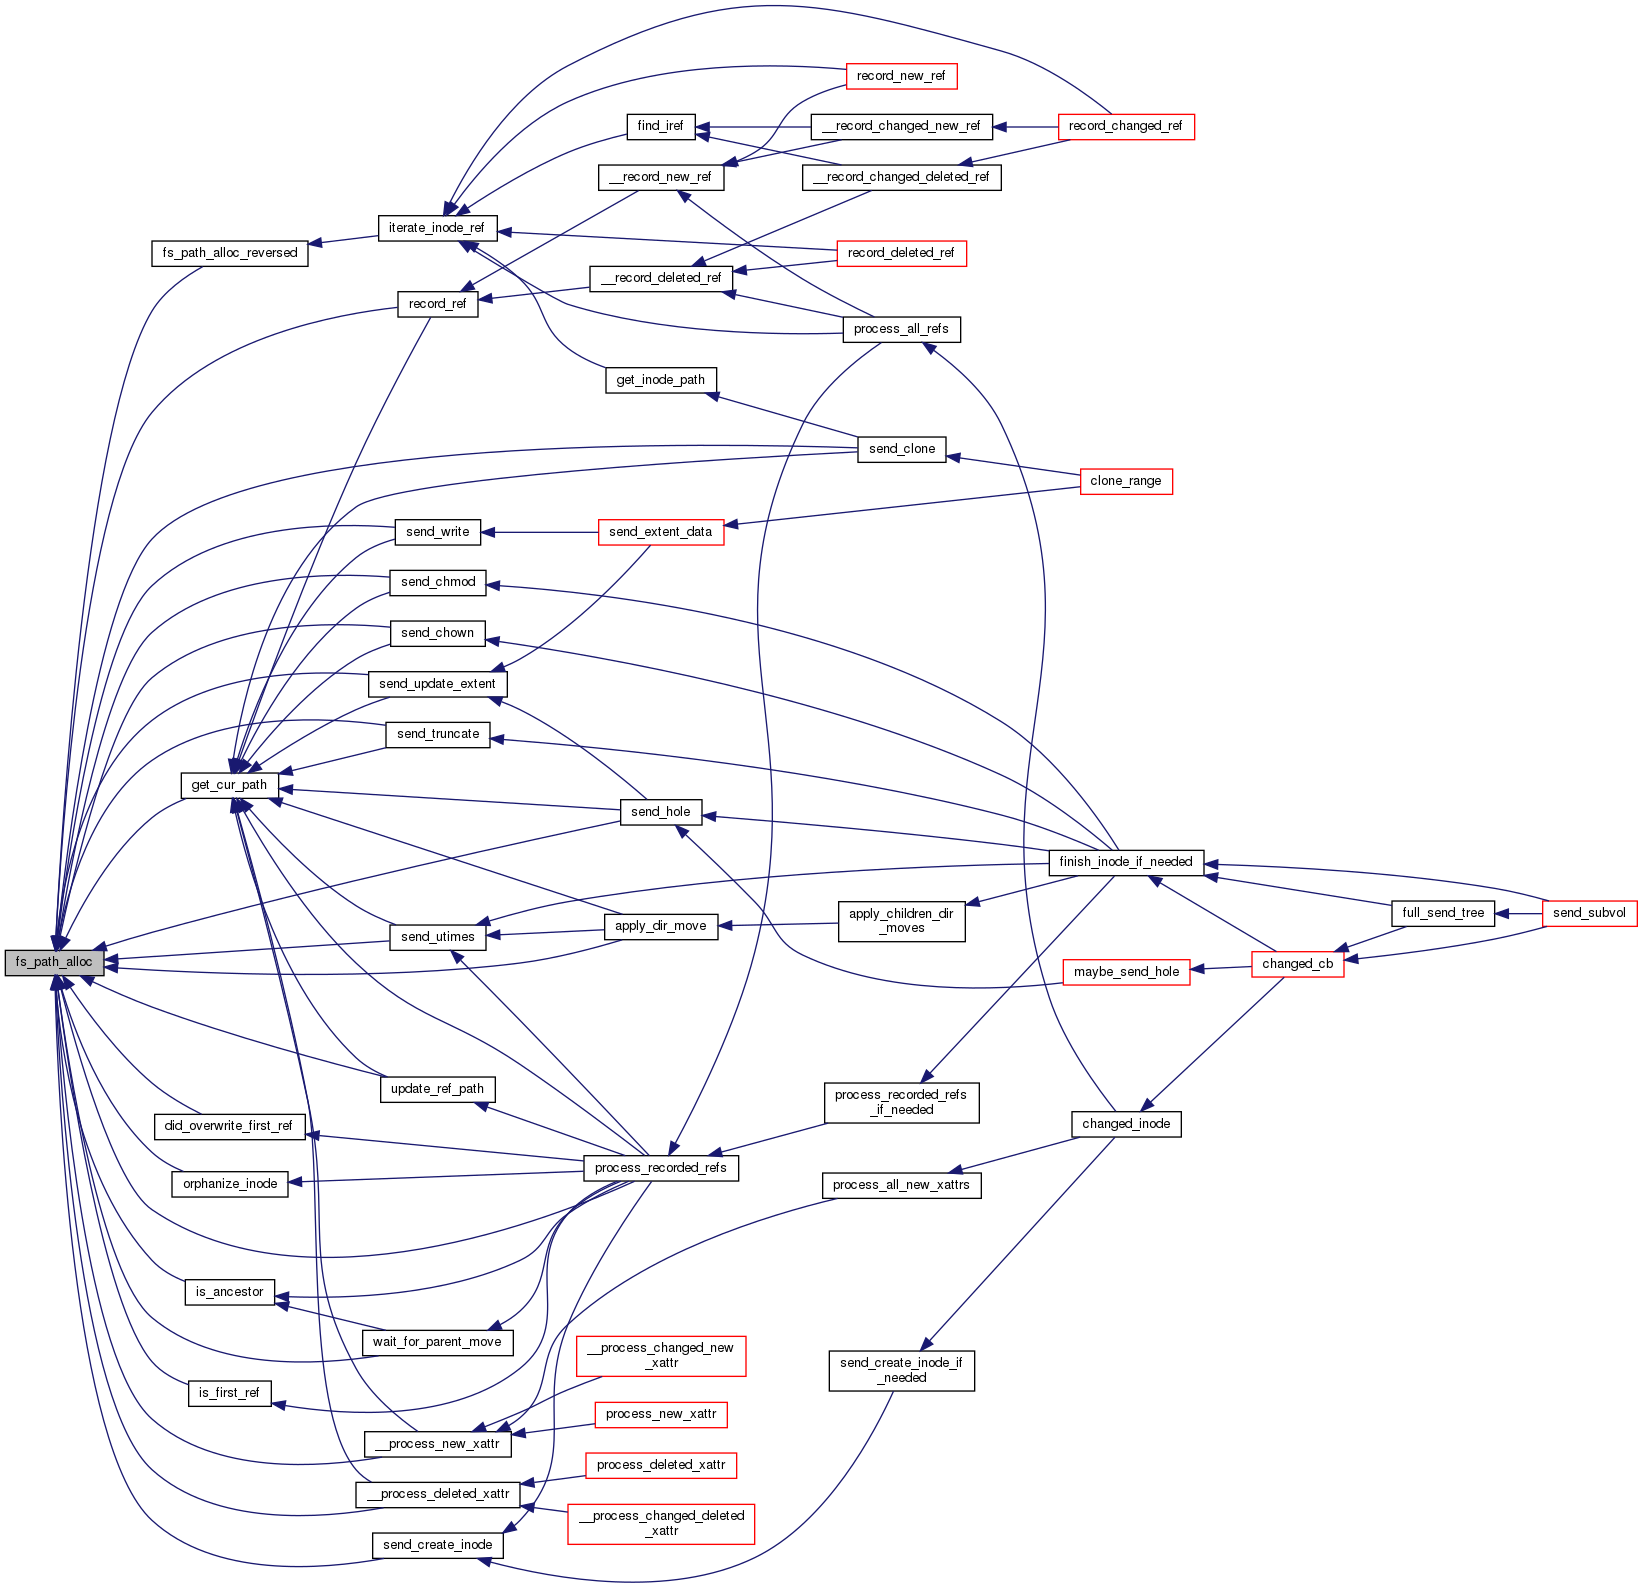 record_new_ref
find_iref
__record_changed_new_ref
record_changed_ref
__record_new_ref
__record_changed_deleted_ref
iterate_inode_ref
fs_path_alloc_reversed
record_deleted_ref
__record_deleted_ref
record_ref
process_all_refs
get_inode_path
send_clone
clone_range
send_write
send_extent_data
send_chmod
send_chown
send_update_extent
send_truncate
get_cur_path
send_hole
finish_inode_if_needed
apply_children_dir
_moves
full_send_tree
send_subvol
apply_dir_move
send_utimes
fs_path_alloc
changed_cb
maybe_send_hole
update_ref_path
process_recorded_refs
_if_needed
did_overwrite_first_ref
changed_inode
process_recorded_refs
orphanize_inode
process_all_new_xattrs
is_ancestor
wait_for_parent_move
__process_changed_new
_xattr
send_create_inode_if
_needed
is_first_ref
process_new_xattr
__process_new_xattr
process_deleted_xattr
__process_deleted_xattr
__process_changed_deleted
_xattr
send_create_inode